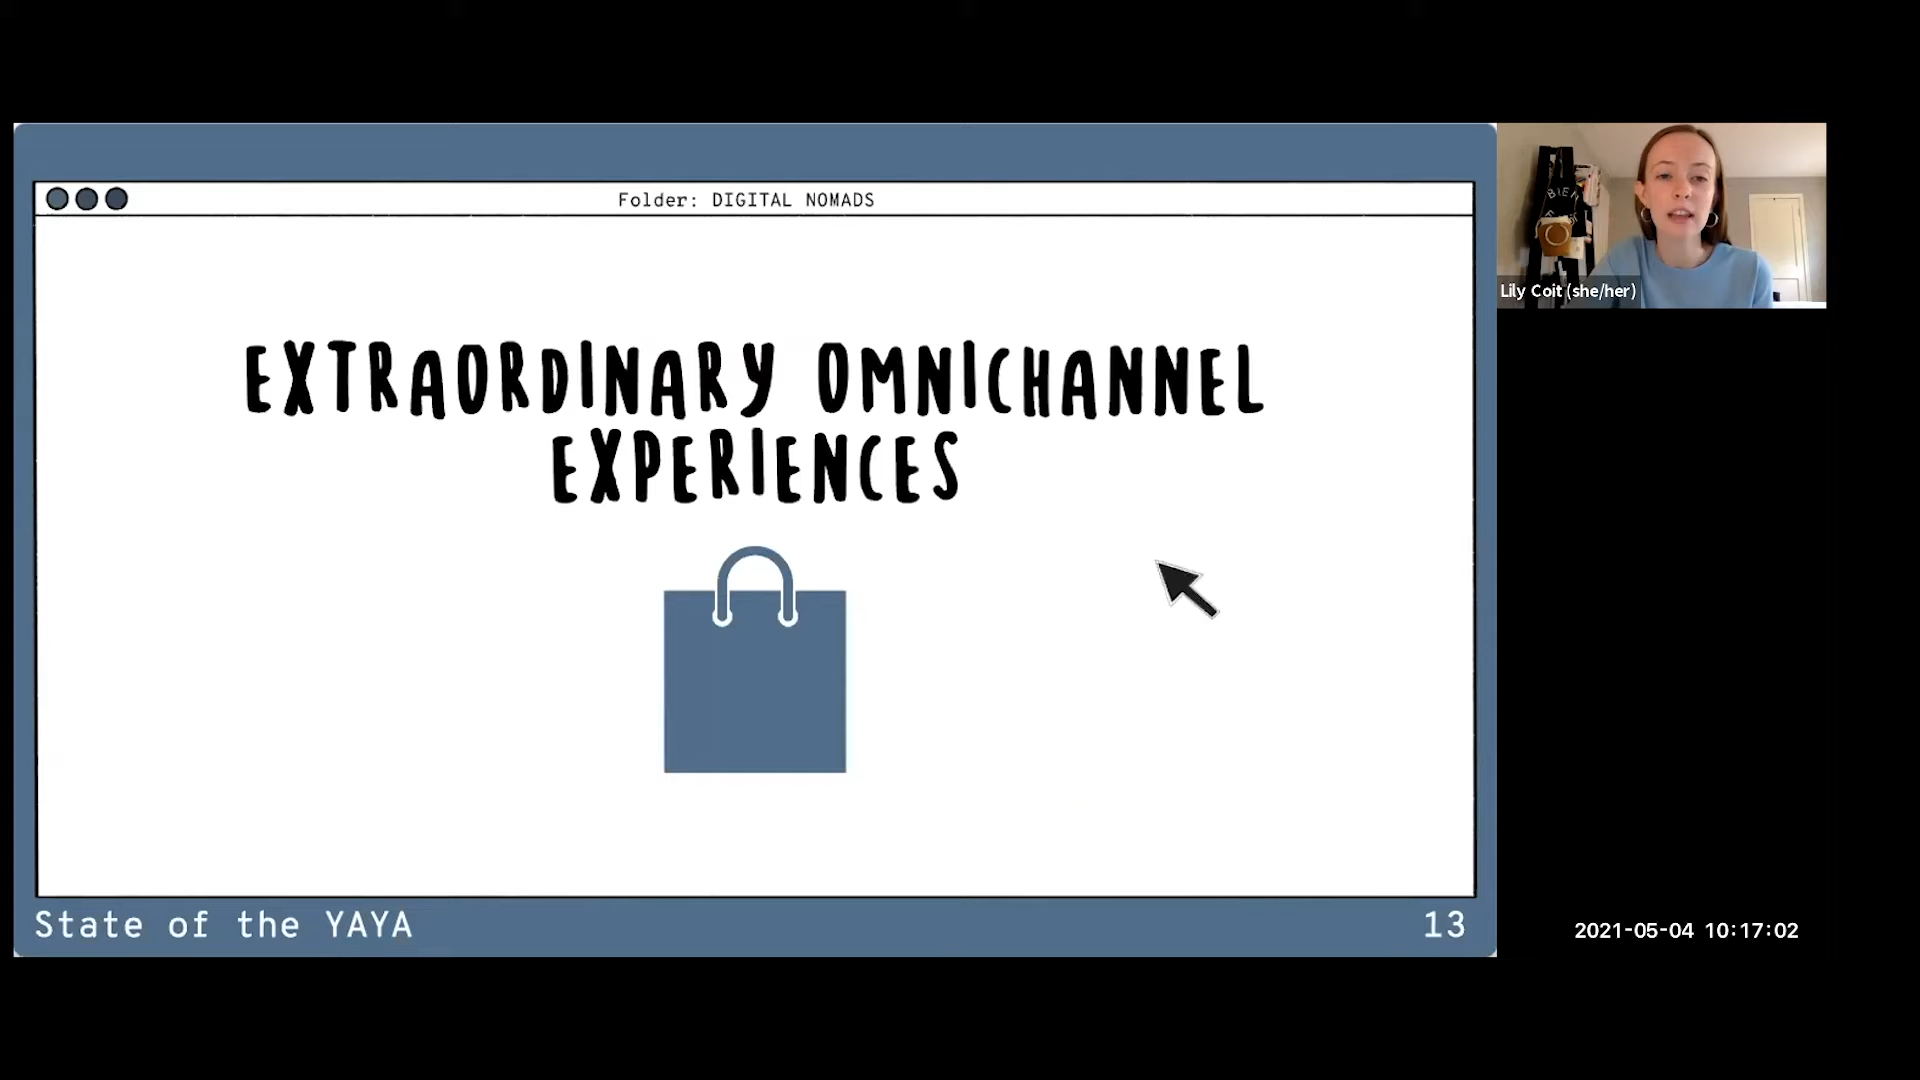 Folder: DIGITAL NOMADS
EXTRAORDINARY OMNICHANNEL
EXPERIENCES
State of the YAYA
13
BIEN
Lily Coit (she/her)
2021-05-04 10:17:02